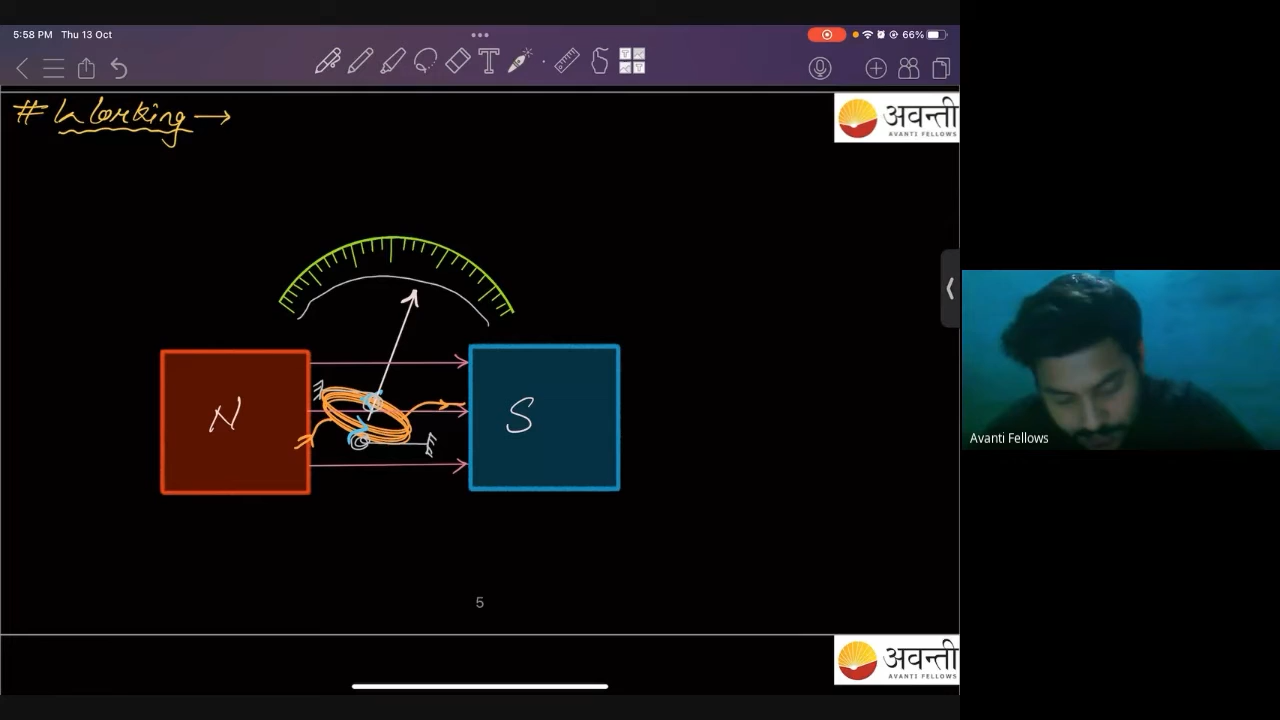 5:58 PM Thu 13 Oct
66%
# Working →
अवन्ती
AVANTI FELLOWS
N
S
Avanti Fellows
5
अवन्ती
AVANTI FELLOWS